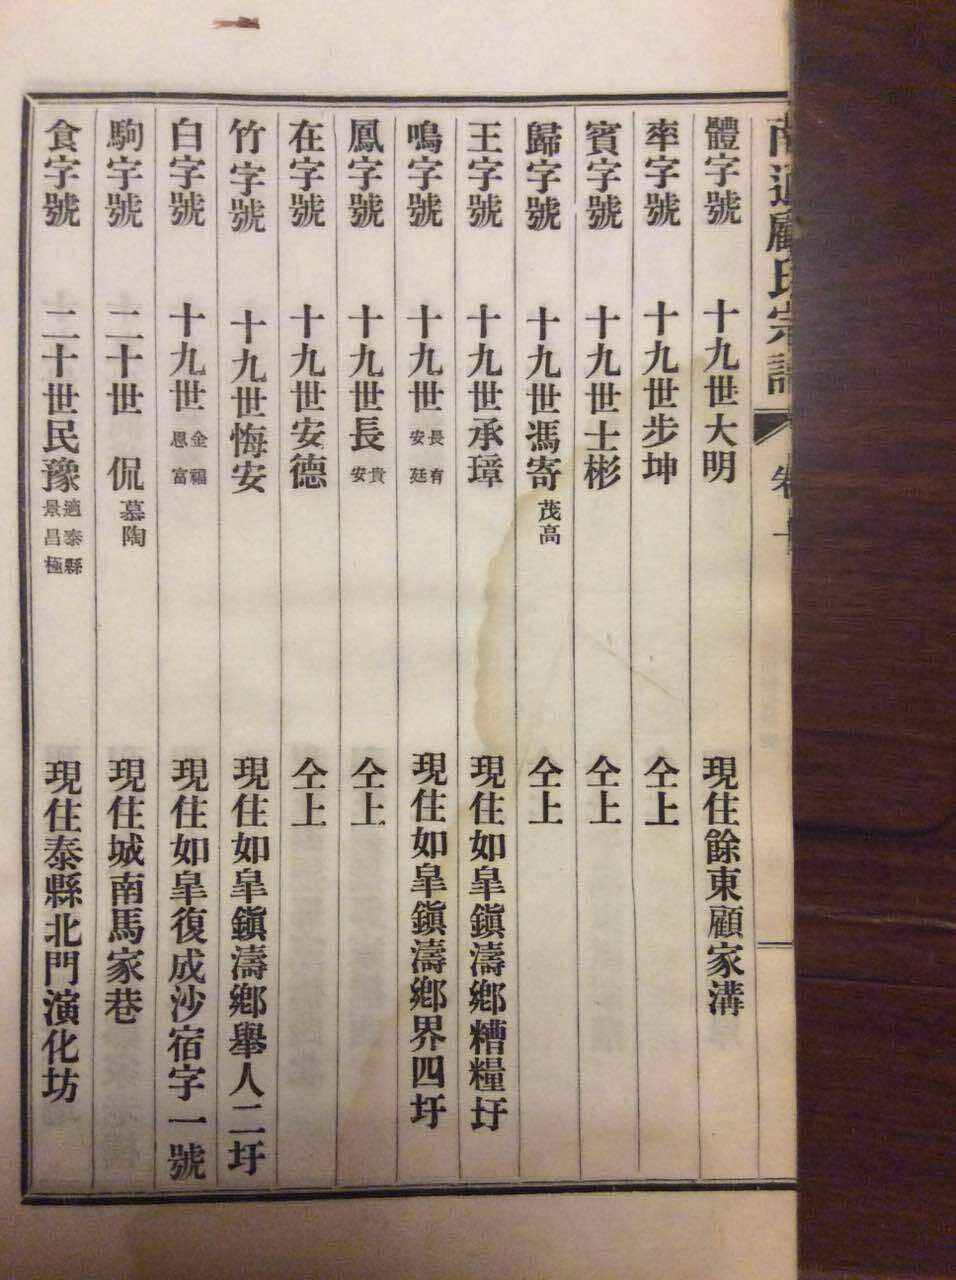 南通顧氏宗譜 卷十
體字號 十九世大明 現住餘東顧家溝
率字號 十九世步坤 仝上
賓字號 十九世士彬 仝上
歸字號 十九世馮寄 茂高 仝上
王字號 十九世承璋 現住如皐鎭濤鄉糟糧圩
鳴字號 十九世 長有 安廷 現住如皐鎭濤鄉界四圩
鳳字號 十九世長 貴 安 仝上
在字號 十九世安德 仝上
竹字號 十九世悔安 現住如皐鎭濤鄉舉人二圩
白字號 十九世 金福 恩富 現住如皐復成沙宿字一號
駒字號 二十世 侃 慕陶 現住城南馬家巷
食字號 二十世民豫 適泰縣 景昌極 現住泰縣北門演化坊